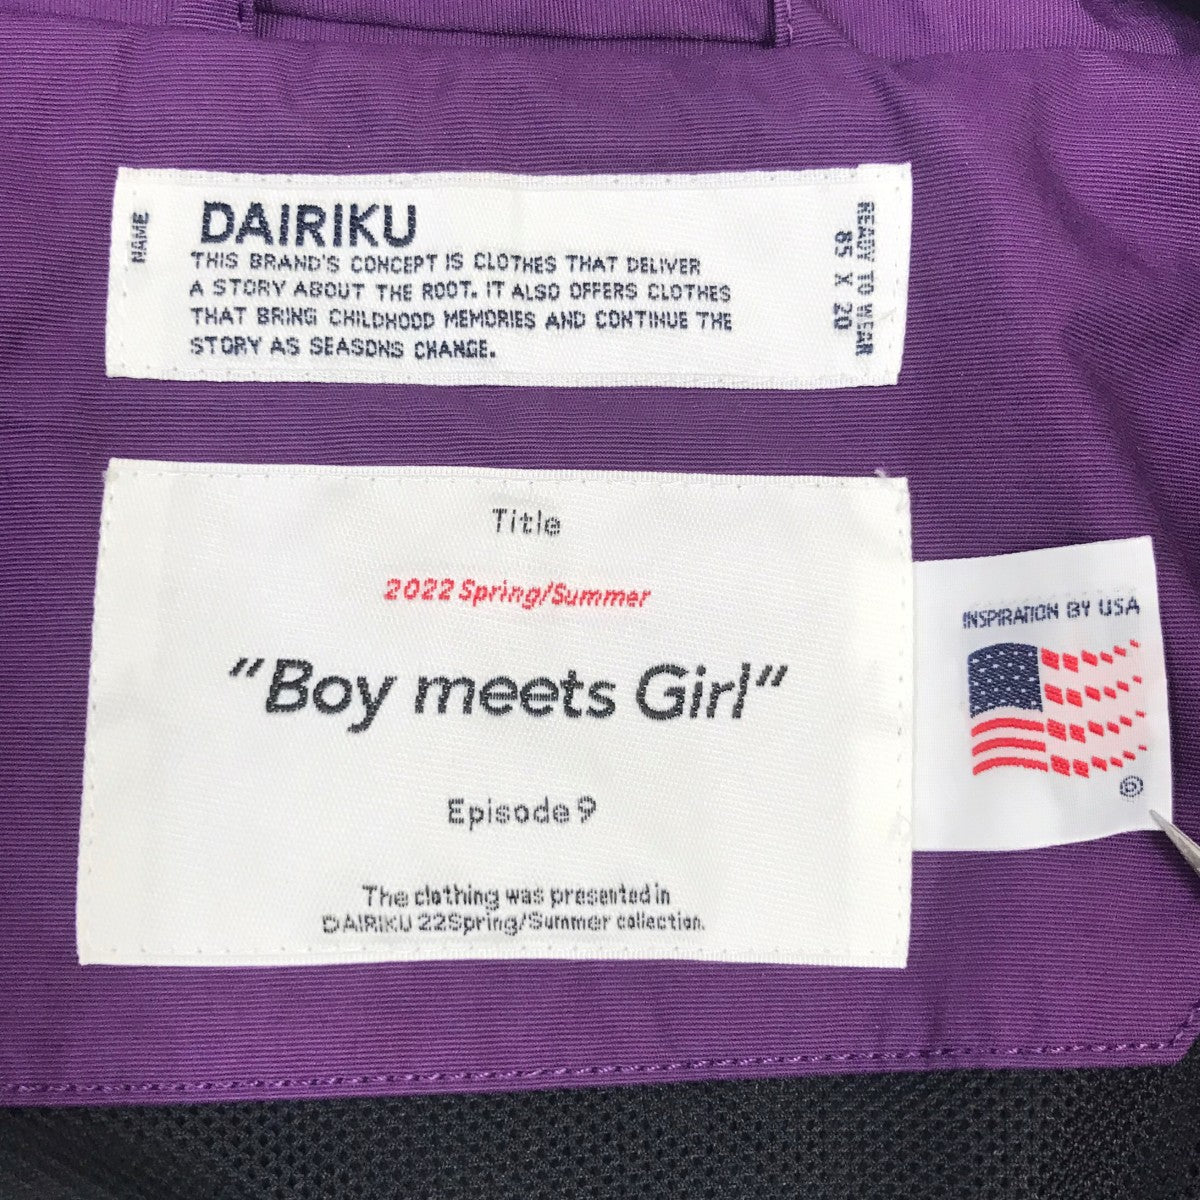 NAME
DAIRIKU
THIS BRAND'S CONCEPT IS CLOTHES THAT DELIVER
A STORY ABOUT THE ROOT. IT ALSO OFFERS CLOTHES
THAT BRING CHILDHOOD MEMORIES AND CONTINUE THE
STORY AS SEASONS CHANGE.
READY TO WEAR
85 X 20
Title
2022 Spring/Summer
"Boy meets Girl"
Episode 9
The clothing was presented in
DAIRIKU 22Spring/Summer collection.
INSPIRATION BY USA